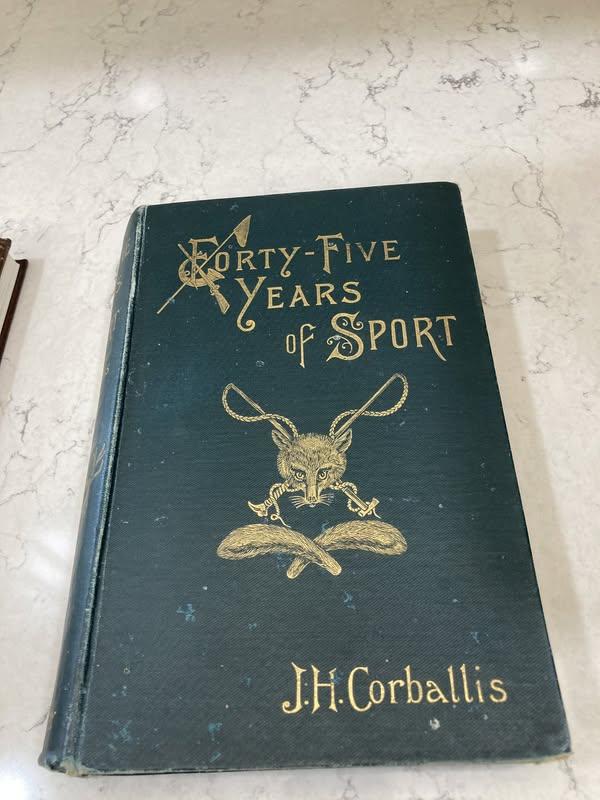 Forty-Five
Years
of Sport
J.H. Corballis